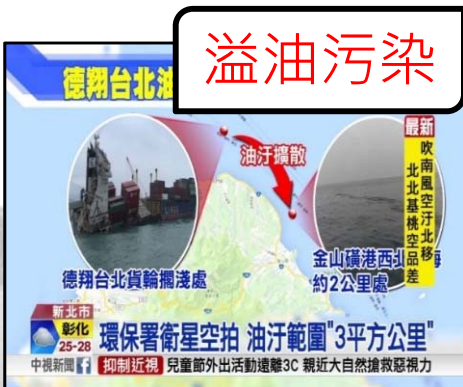 溢油污染
德翔台北油
最新
吹南風空汙北移
北北基桃空品差
油汙擴散
德翔台北貨輪擱淺處
金山磺港西北 海
約2公里處
新北市
彰化
25-28
環保署衛星空拍 油汙範圍"3平方公里"
中視新聞 f 抑制近視 兒童節外出活動遠離3C 親近大自然搶救惡視力